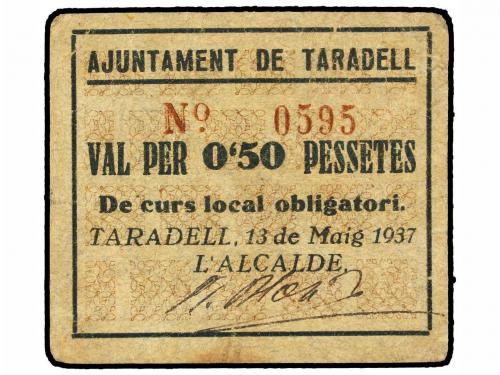 AJUNTAMENT DE TARADELL
Nº 0595
VAL PER 0'50 PESSETES
De curs local obligatori.
TARADELL, 13 de Maig 1937
L'ALCALDE,